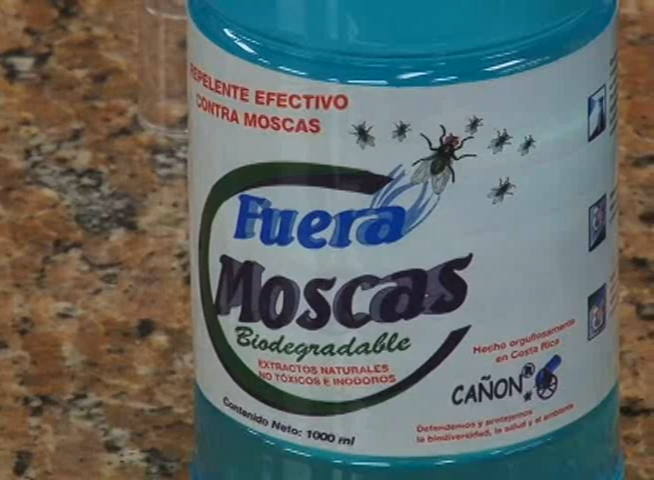 REPELENTE EFECTIVO
CONTRA MOSCAS
Fuera
Moscas
Biodegradable
EXTRACTOS NATURALES
NO TÓXICOS E INODOROS
Contenido Neto: 1000 ml
Hecho orgullosamente
en Costa Rica
CAÑON®
Defendemos y protejemos
la biodiversidad, la salud y el ambiente